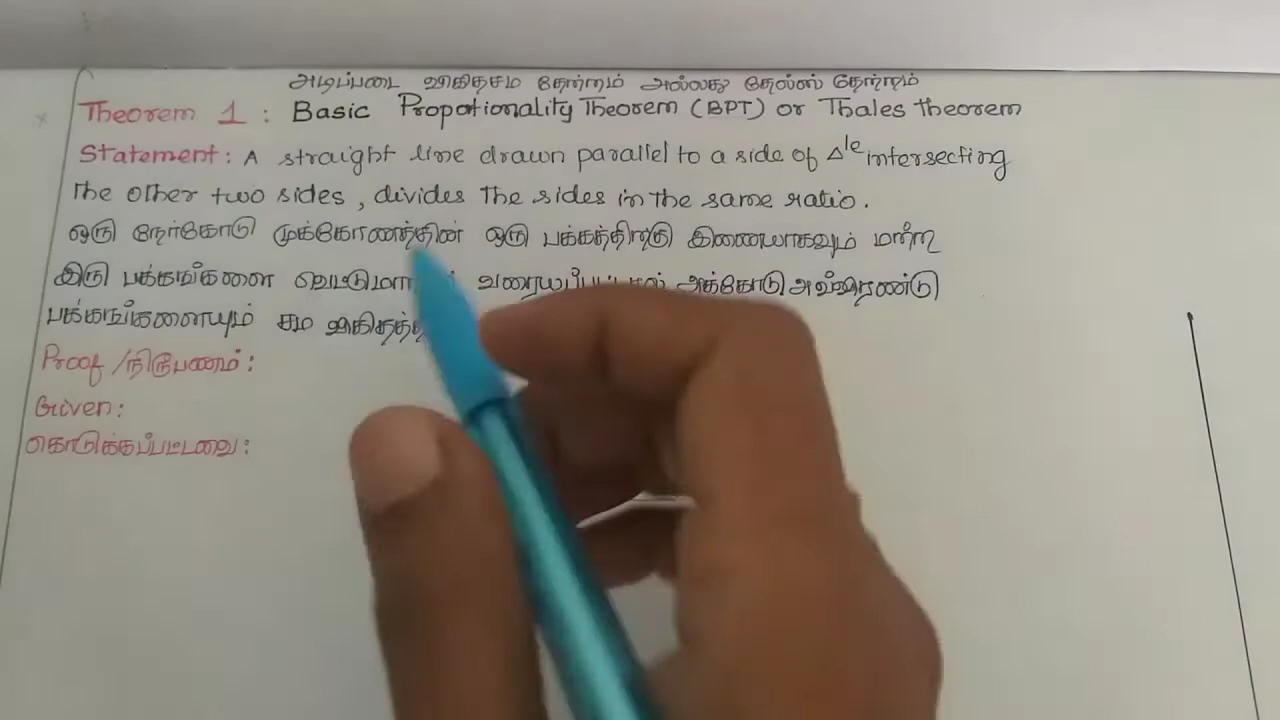 அடிப்படை விகிதசம தேற்றம் அல்லது தேல்ஸ் தேற்றம்
Theorem 1 : Basic Propotionality Theorem (BPT) or Thales theorem
Statement : A straight line drawn parallel to a side of Δle intersecting
the other two sides , divides the sides in the same ratio .
ஒரு நேர்கோடு முக்கோணத்தின் ஒரு பக்கத்திற்கு இணையாகவும் மற்ற
இரு பக்கங்களை அக்கோடு அவ்விரண்டு
பக்கங்களையும் சம
Proof / நிரூபணம் :
Given :
கொடுக்கப்பட்டவை :